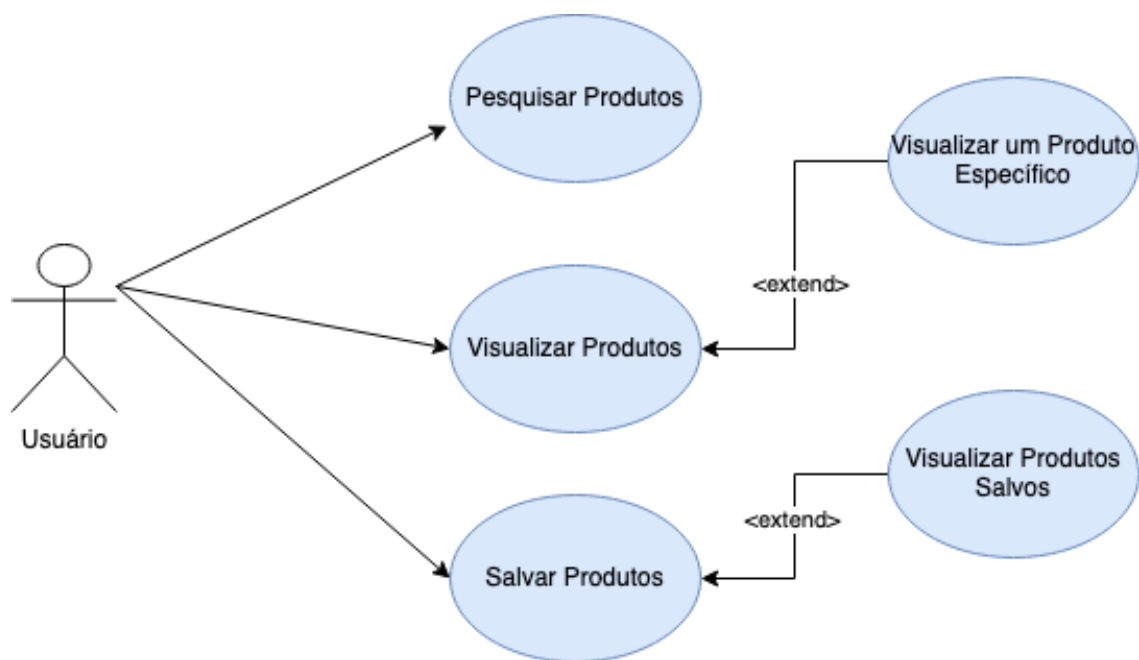 Pesquisar Produtos
Visualizar um Produto
Específico
<extend>
Visualizar Produtos
Usuário
Visualizar Produtos
Salvos
<extend>
Salvar Produtos